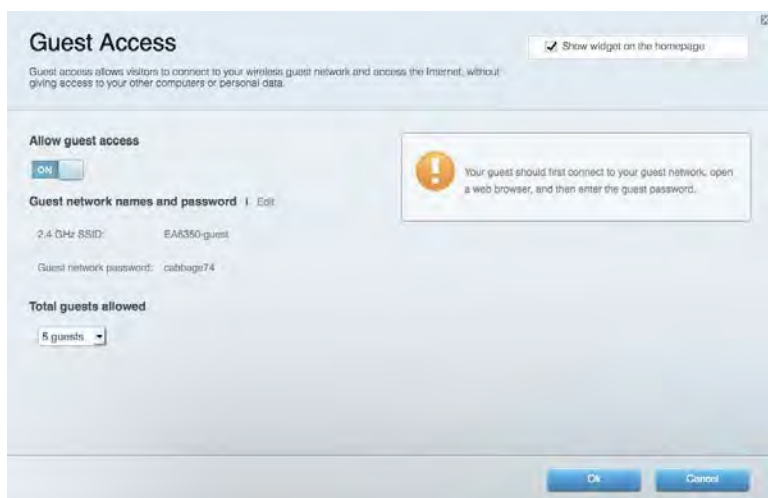 Guest Access
Show widget on the homepage
Guest access allows visitors to connect to your wireless guest network and access the Internet, without
giving access to your other computers or personal data.
Allow guest access
ON
Your guest should first connect to your guest network, open
a web browser, and then enter the guest password.
Guest network names and password | Edit
2.4 GHz SSID: EA6350-guest
Guest network password: cabbage74
Total guests allowed
5 guests
Ok Cancel